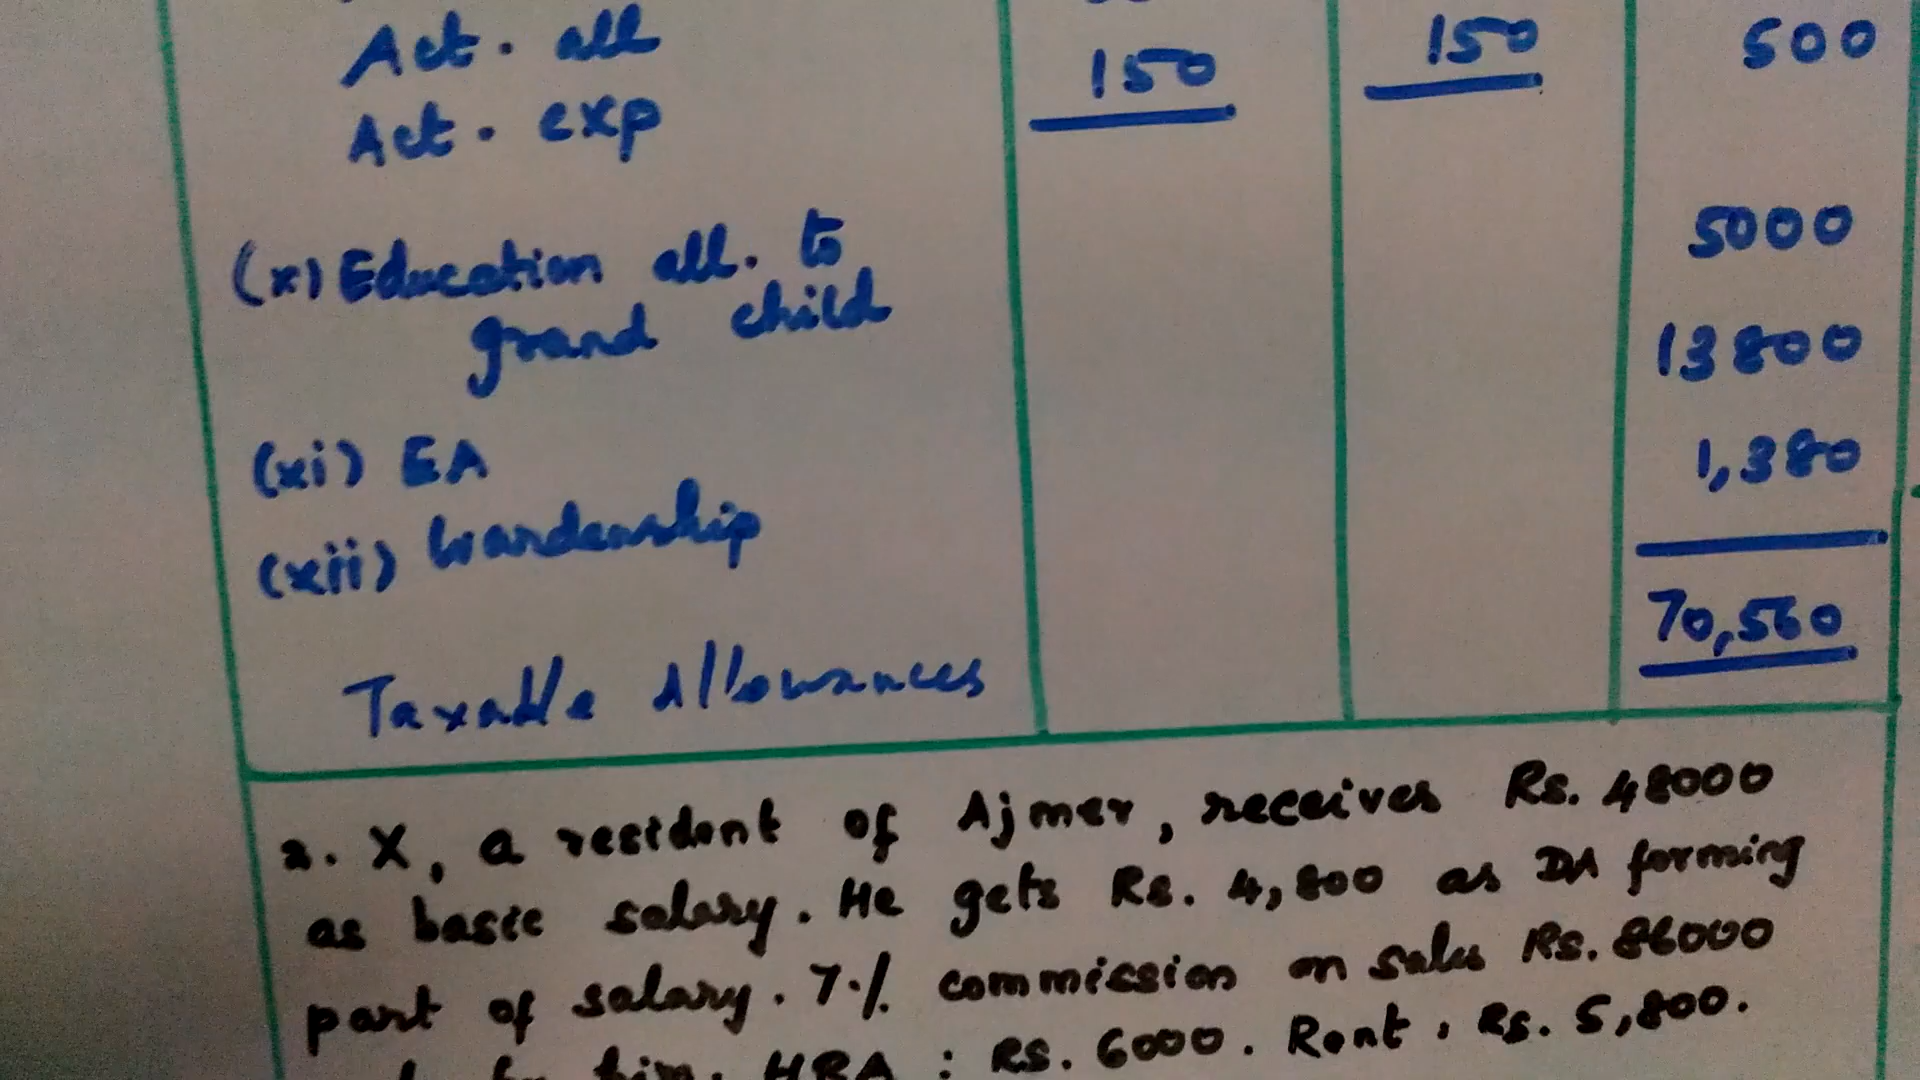 Act. all 150 150 500
Act. exp
(x) Education all. to 5000
grand child
13800
(xi) EA 1,380
(xii) Wardenship
70,560
Taxable Allowances
2. X, a resident of Ajmer, receives Rs. 48000
as basic salary. He gets Rs. 4,800 as DA forming
part of salary. 7.% commission on sales Rs. 86000
by him. HRA : Rs. 6000. Rent . Rs. 5,800.